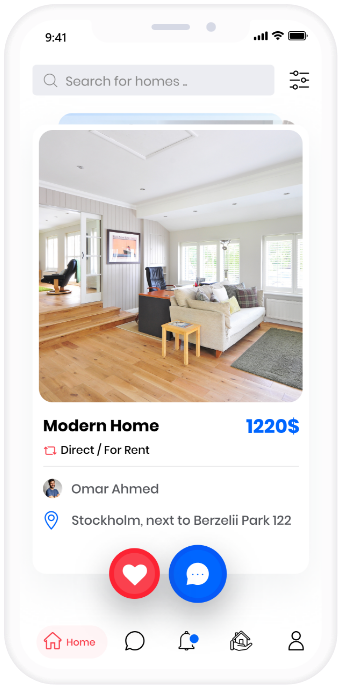 9:41
Search for homes ..
Modern Home
1220$
Direct / For Rent
Omar Ahmed
Stockholm, next to Berzelii Park 122
Home